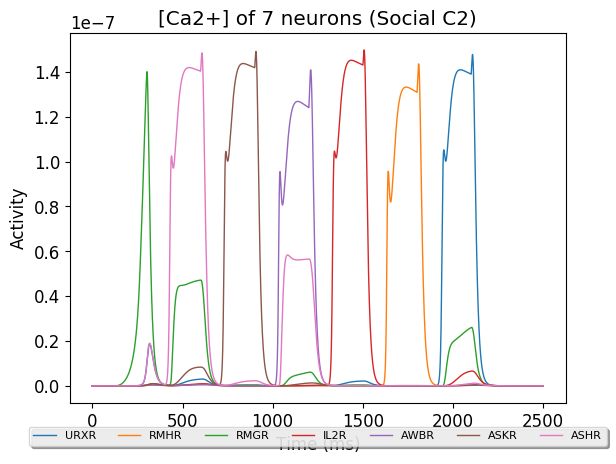 [Ca2+] of 7 neurons (Social C2)
1e−7
1.4
1.2
1.0
0.8
0.6
0.4
0.2
0.0
Activity
0 500 1000 1500 2000 2500
Time (ms)
URXR RMHR RMGR IL2R AWBR ASKR ASHR